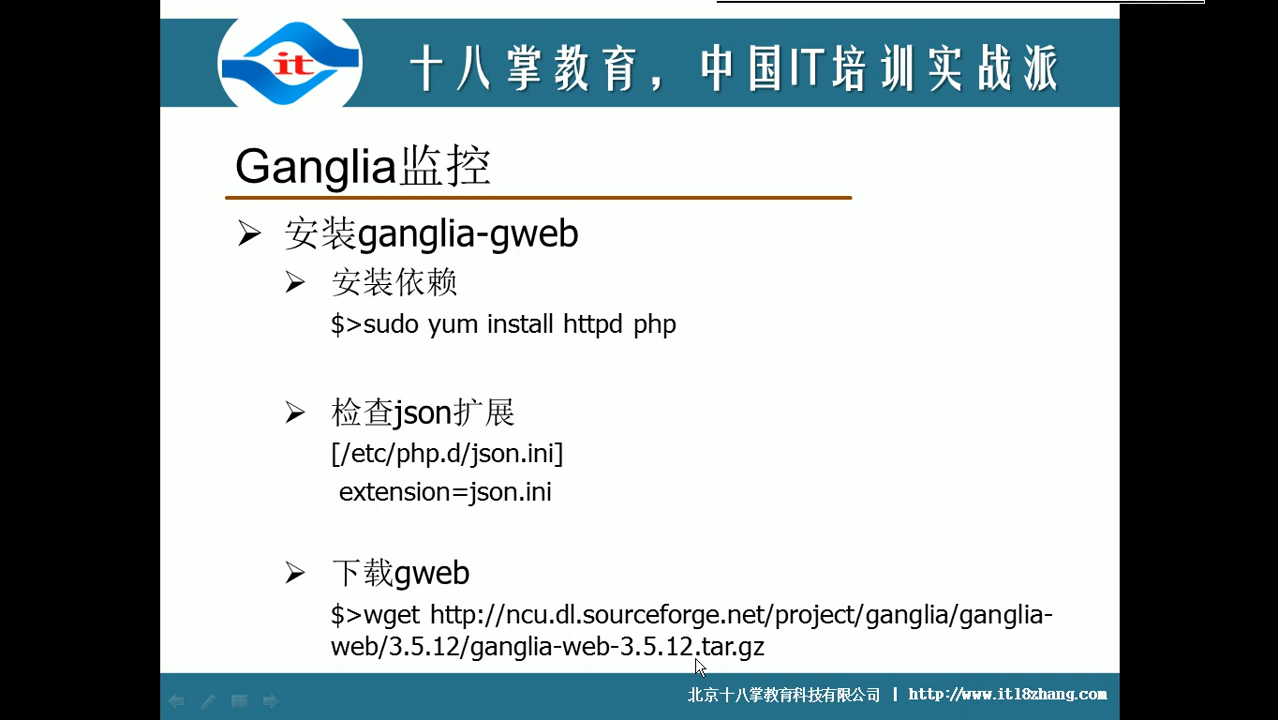 it
十八掌教育，中国IT培训实战派
Ganglia监控
安装ganglia-gweb
安装依赖
$>sudo yum install httpd php
检查json扩展
[/etc/php.d/json.ini]
extension=json.ini
下载gweb
$>wget http://ncu.dl.sourceforge.net/project/ganglia/ganglia-
web/3.5.12/ganglia-web-3.5.12.tar.gz
北京十八掌教育科技有限公司 | http://www.it18zhang.com